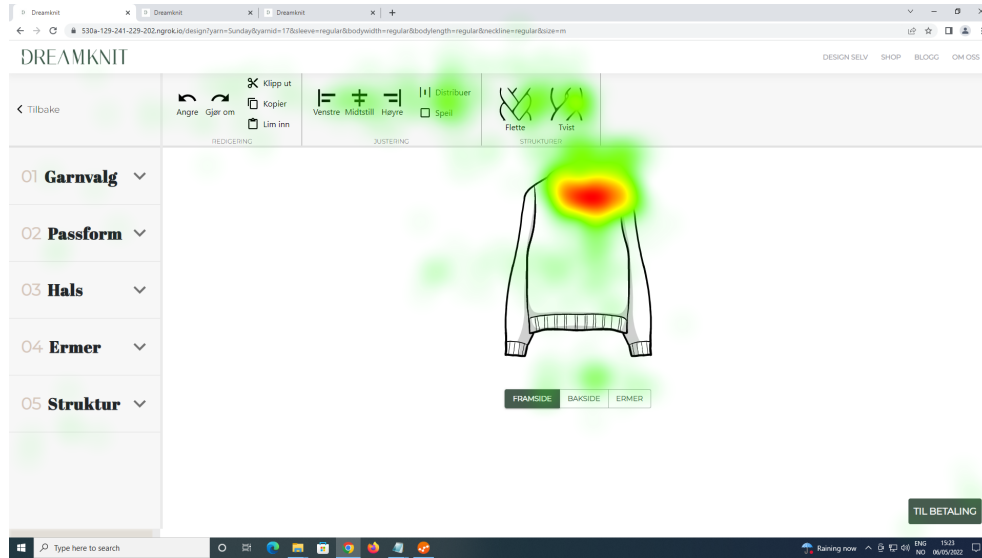 Dreamknit
Dreamknit
Dreamknit
530a-129-241-229-202.ngrok.io/design?yarn=Sunday&yarnid=17&sleeve=regular&bodywidth=regular&bodylength=regular&neckline=regular&size=m
DREAMKNIT
DESIGN SELV SHOP BLOGG OM OSS
Tilbake
Angre Gjør om
Klipp ut
Kopier
Lim inn
REDIGERING
Venstre Midtstill Høyre
Distribuer
Speil
JUSTERING
Flette Tvist
STRUKTURER
01 Garnvalg
02 Passform
03 Hals
04 Ermer
05 Struktur
FRAMSIDE BAKSIDE ERMER
TIL BETALING
Type here to search
Raining now
ENG
NO
15:23
06/05/2022